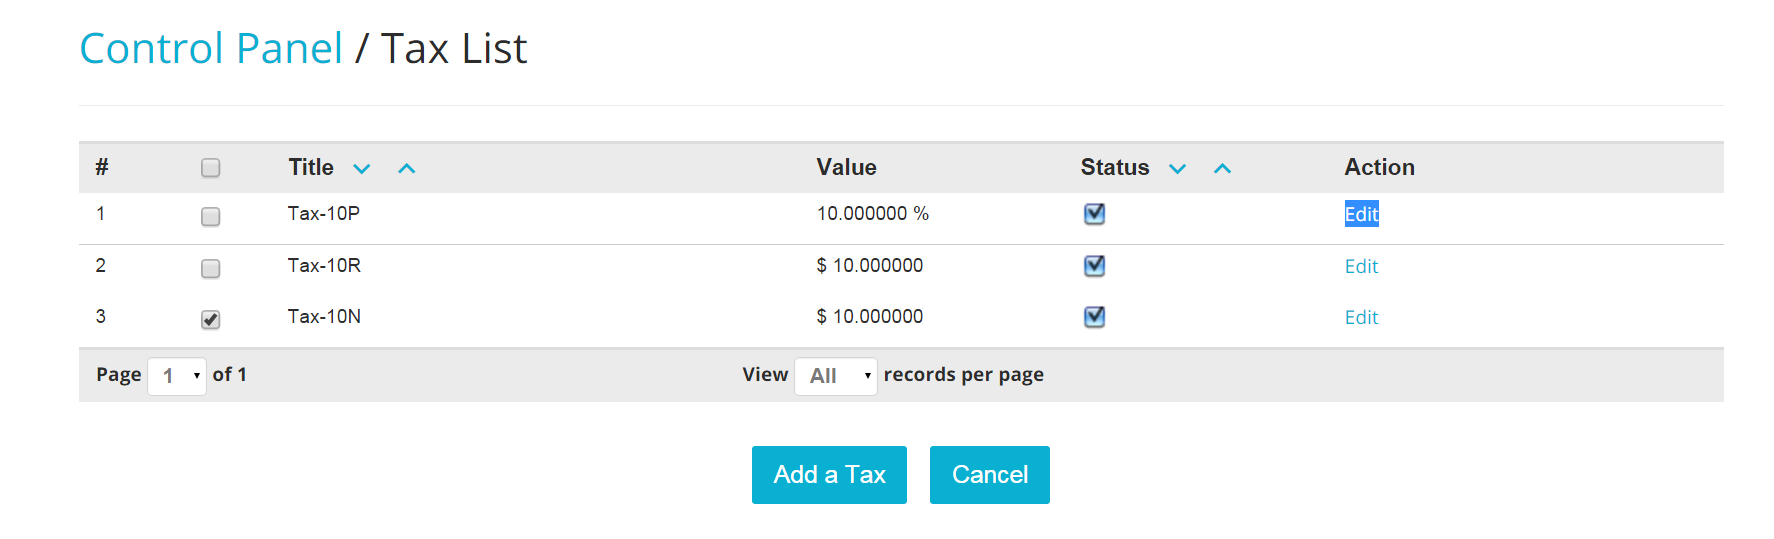 Control Panel / Tax List
# Title Value Status Action
1 Tax-10P 10.000000 % Edit
2 Tax-10R $ 10.000000 Edit
3 Tax-10N $ 10.000000 Edit
Page 1 of 1 View All records per page
Add a Tax Cancel